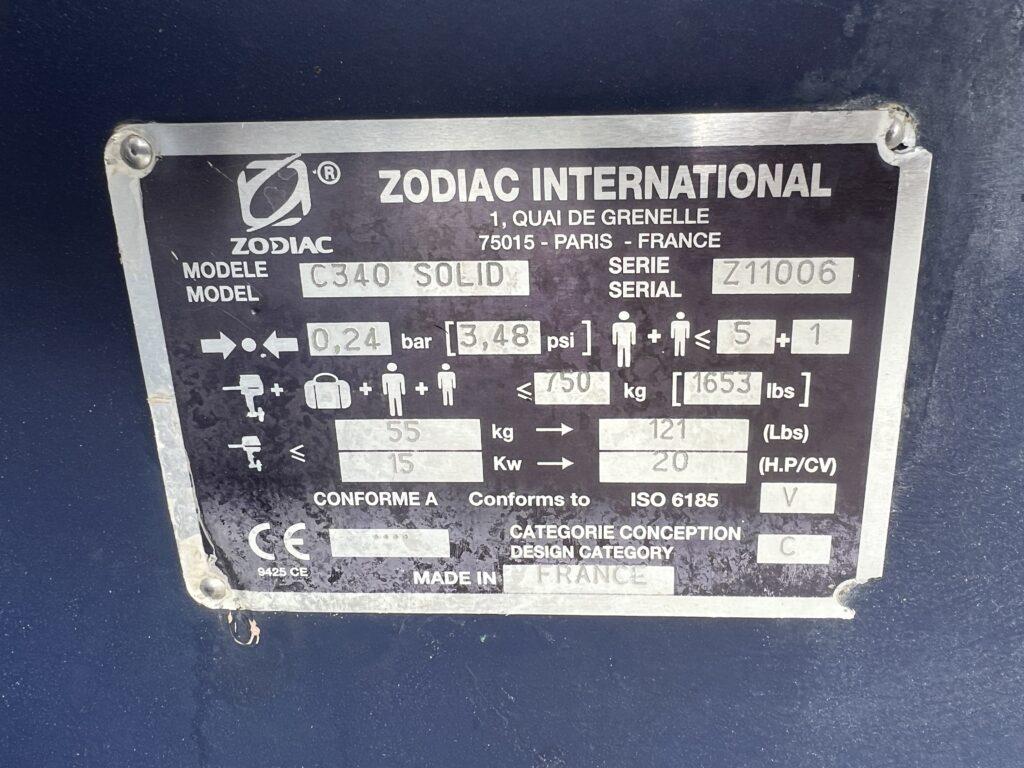 Z ® ZODIAC INTERNATIONAL
1, QUAI DE GRENELLE
ZODIAC 75015 - PARIS - FRANCE
MODELE MODEL C340 SOLID SERIE SERIAL Z11006
0,24 bar [3,48 psi] + ≤ 5 + 1
+ + + ≤ 750 kg [1653 lbs]
55 kg → 121 (Lbs)
≤ 15 Kw → 20 (H.P/CV)
CONFORME A Conforms to ISO 6185 V
CE **** CATEGORIE CONCEPTION
DESIGN CATEGORY C
9425 CE MADE IN FRANCE